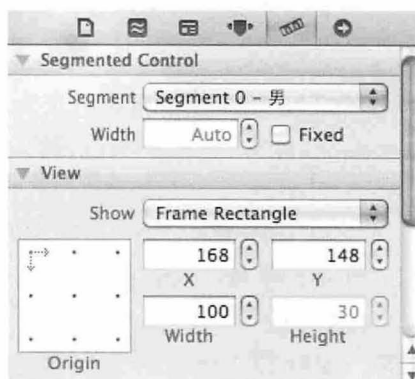 Segmented Control
Segment Segment 0 – 男
Width Auto Fixed
View
Show Frame Rectangle
168 148
X Y
100 30
Width Height
Origin